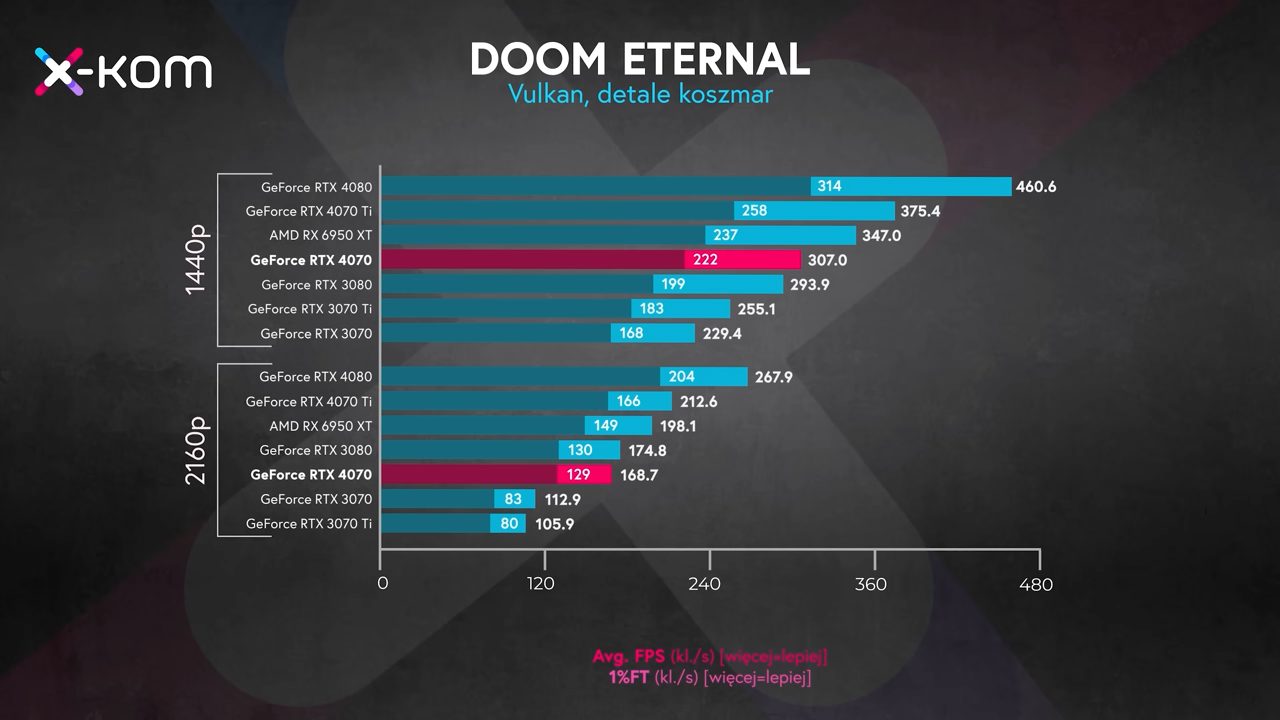 x-kom
DOOM ETERNAL
Vulkan, detale koszmar
1440p
GeForce RTX 4080 314 460.6
GeForce RTX 4070 Ti 258 375.4
AMD RX 6950 XT 237 347.0
GeForce RTX 4070 222 307.0
GeForce RTX 3080 199 293.9
GeForce RTX 3070 Ti 183 255.1
GeForce RTX 3070 168 229.4
2160p
GeForce RTX 4080 204 267.9
GeForce RTX 4070 Ti 166 212.6
AMD RX 6950 XT 149 198.1
GeForce RTX 3080 130 174.8
GeForce RTX 4070 129 168.7
GeForce RTX 3070 83 112.9
GeForce RTX 3070 Ti 80 105.9
0 120 240 360 480
Avg. FPS (kl./s) [więcej=lepiej]
1%FT (kl./s) [więcej=lepiej]